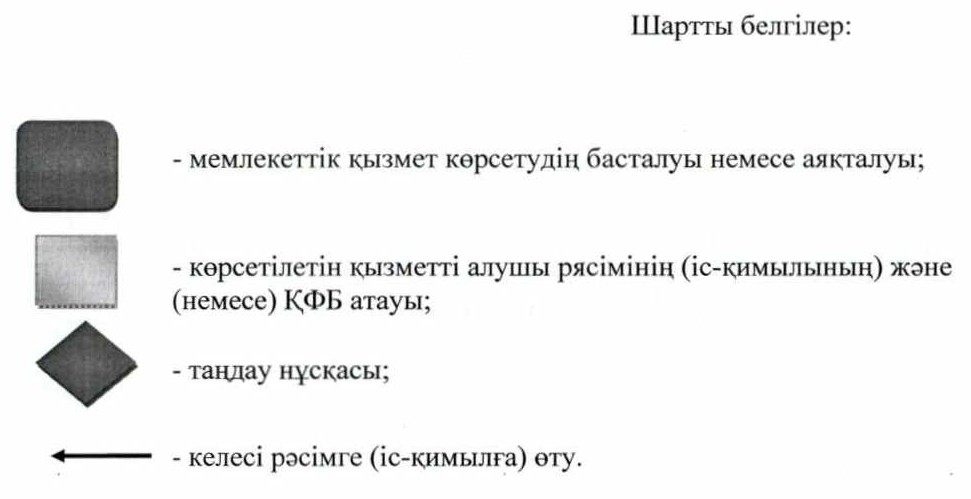 Шартты белгілер:
- мемлекеттік қызмет көрсетудің басталуы немесе аяқталуы;
- көрсетілетін қызметті алушы рясімінің (іс-қимылының) және
(немесе) ҚФБ атауы;
- таңдау нұсқасы;
- келесі рәсімге (іс-қимылға) өту.